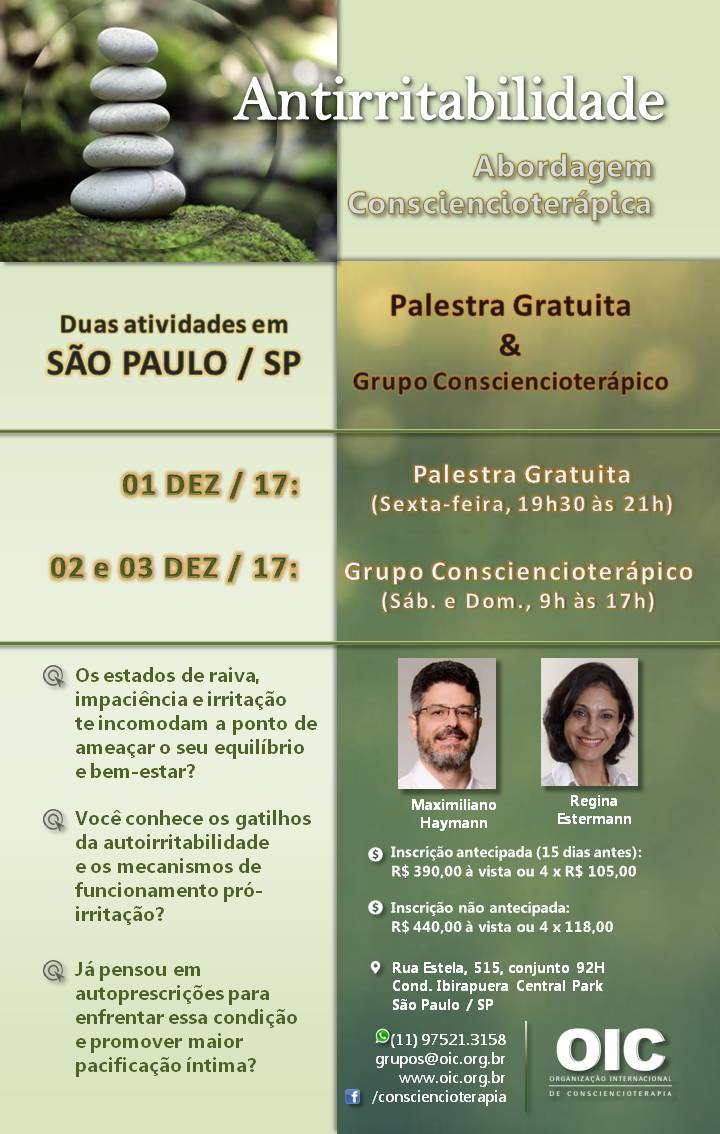 Antirritabilidade
Abordagem
Consciencioterápica
Duas atividades em
SÃO PAULO / SP
Palestra Gratuita
&
Grupo Consciencioterápico
01 DEZ / 17:
Palestra Gratuita
(Sexta-feira, 19h30 às 21h)
02 e 03 DEZ / 17:
Grupo Consciencioterápico
(Sáb. e Dom., 9h às 17h)
Os estados de raiva,
impaciência e irritação
te incomodam a ponto de
ameaçar o seu equilíbrio
e bem-estar?
Você conhece os gatilhos
da autoirritabilidade
e os mecanismos de
funcionamento pró-
irritação?
Já pensou em
autoprescrições para
enfrentar essa condição
e promover maior
pacificação íntima?
Maximiliano
Haymann
Regina
Estermann
$ Inscrição antecipada (15 dias antes):
R$ 390,00 à vista ou 4 x R$ 105,00
$ Inscrição não antecipada:
R$ 440,00 à vista ou 4 x 118,00
Rua Estela, 515, conjunto 92H
Cond. Ibirapuera Central Park
São Paulo / SP
(11) 97521.3158
grupos@oic.org.br
www.oic.org.br
f /consciencioterapia
OIC
ORGANIZAÇÃO INTERNACIONAL
DE CONSCIENCIOTERAPIA